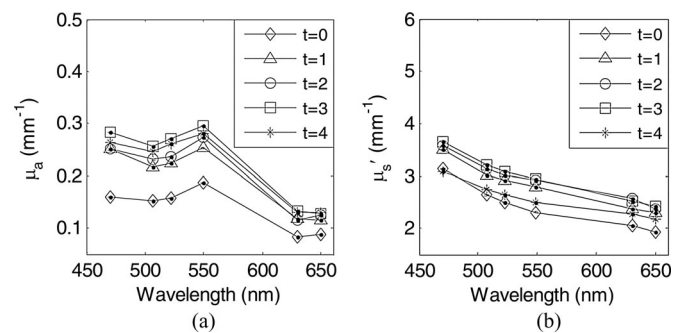 0.5
0.4
0.3
0.2
0.1
μa (mm⁻¹)
450 500 550 600 650
Wavelength (nm)
t=0
t=1
t=2
t=3
t=4
(a)
6
5
4
3
2
μs′ (mm⁻¹)
450 500 550 600 650
Wavelength (nm)
t=0
t=1
t=2
t=3
t=4
(b)